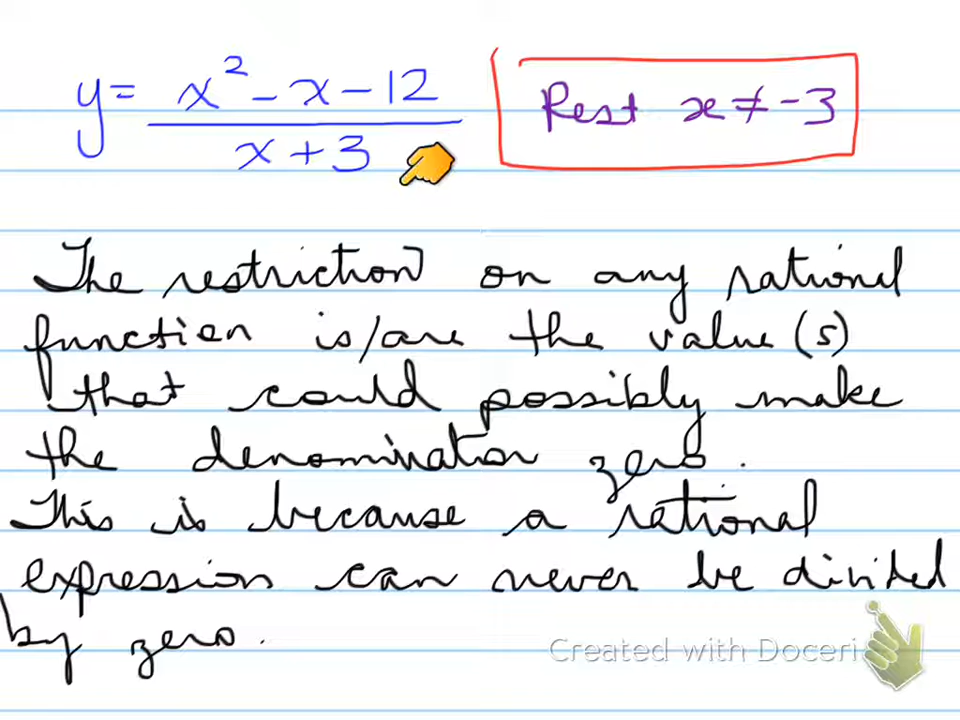 y = x² - x - 12 / x + 3
Rest x ≠ -3
The restriction on any rational
function is/are the value(s)
that could possibly make
the denominator zero.
This is because a rational
expression can never be divided
by zero.
Created with Doceri